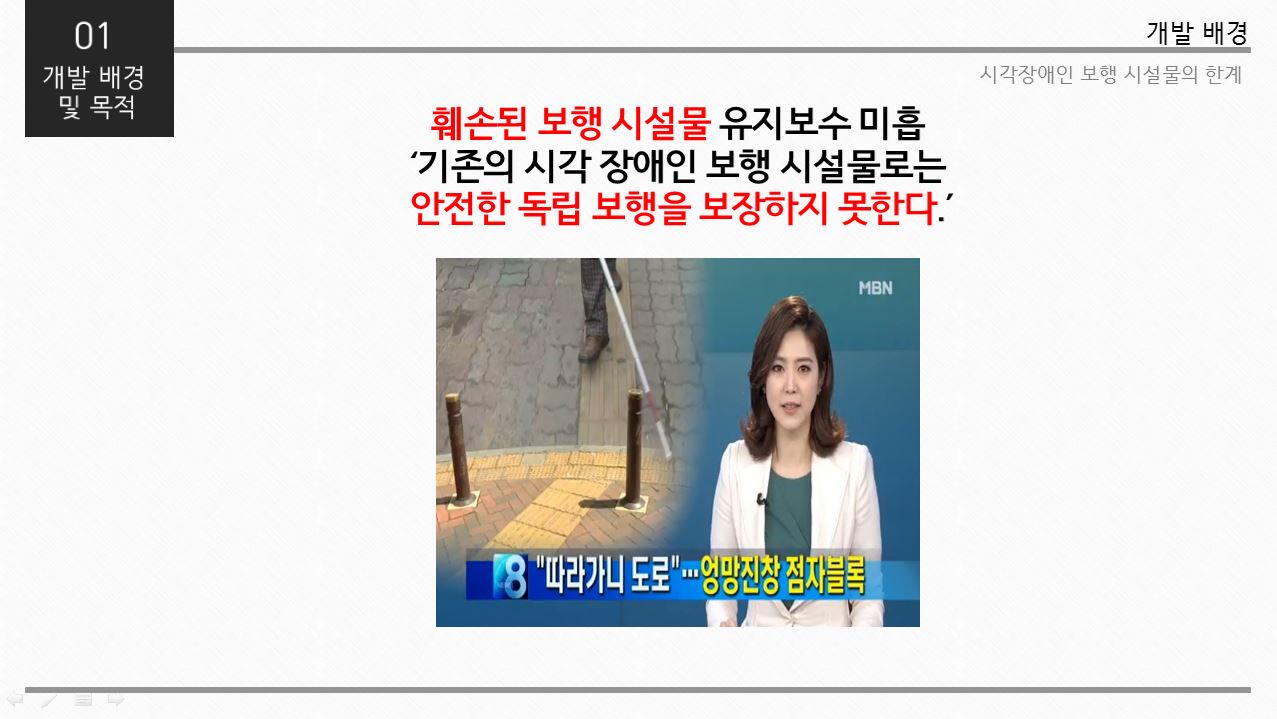 01
개발 배경
및 목적
개발 배경
시각장애인 보행 시설물의 한계
훼손된 보행 시설물 유지보수 미흡
‘기존의 시각 장애인 보행 시설물로는
안전한 독립 보행을 보장하지 못한다.’
MBN
8 "따라가니 도로"…엉망진창 점자블록